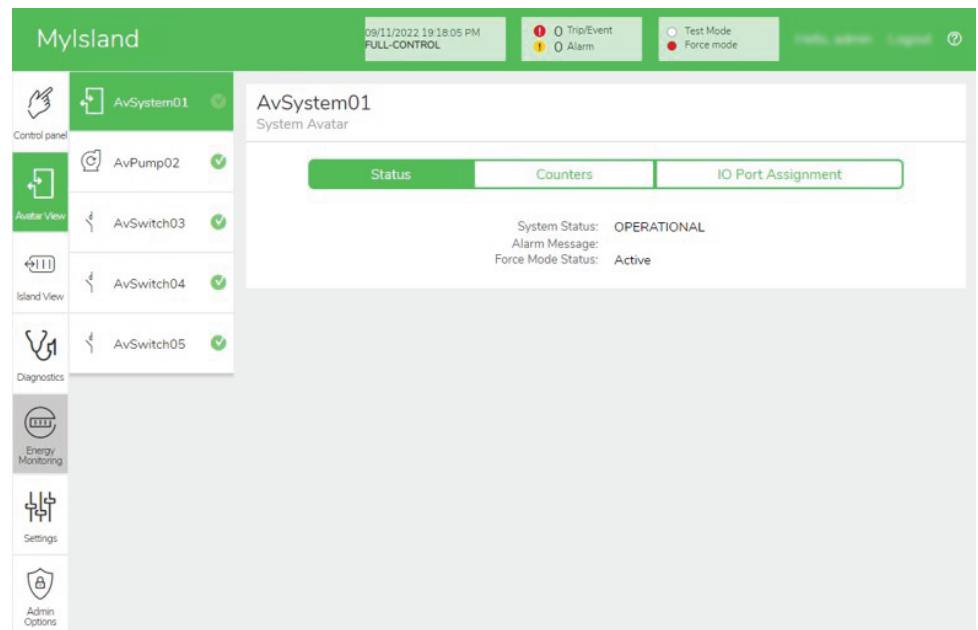 MyIsland
09/11/2022 19:18:05 PM
FULL-CONTROL
0 Trip/Event
0 Alarm
Test Mode
Force mode
Control panel
Avatar View
Island View
Diagnostics
Energy
Monitoring
Settings
Admin
Options
AvSystem01
AvPump02
AvSwitch03
AvSwitch04
AvSwitch05
AvSystem01
System Avatar
Status
Counters
IO Port Assignment
System Status: OPERATIONAL
Alarm Message:
Force Mode Status: Active